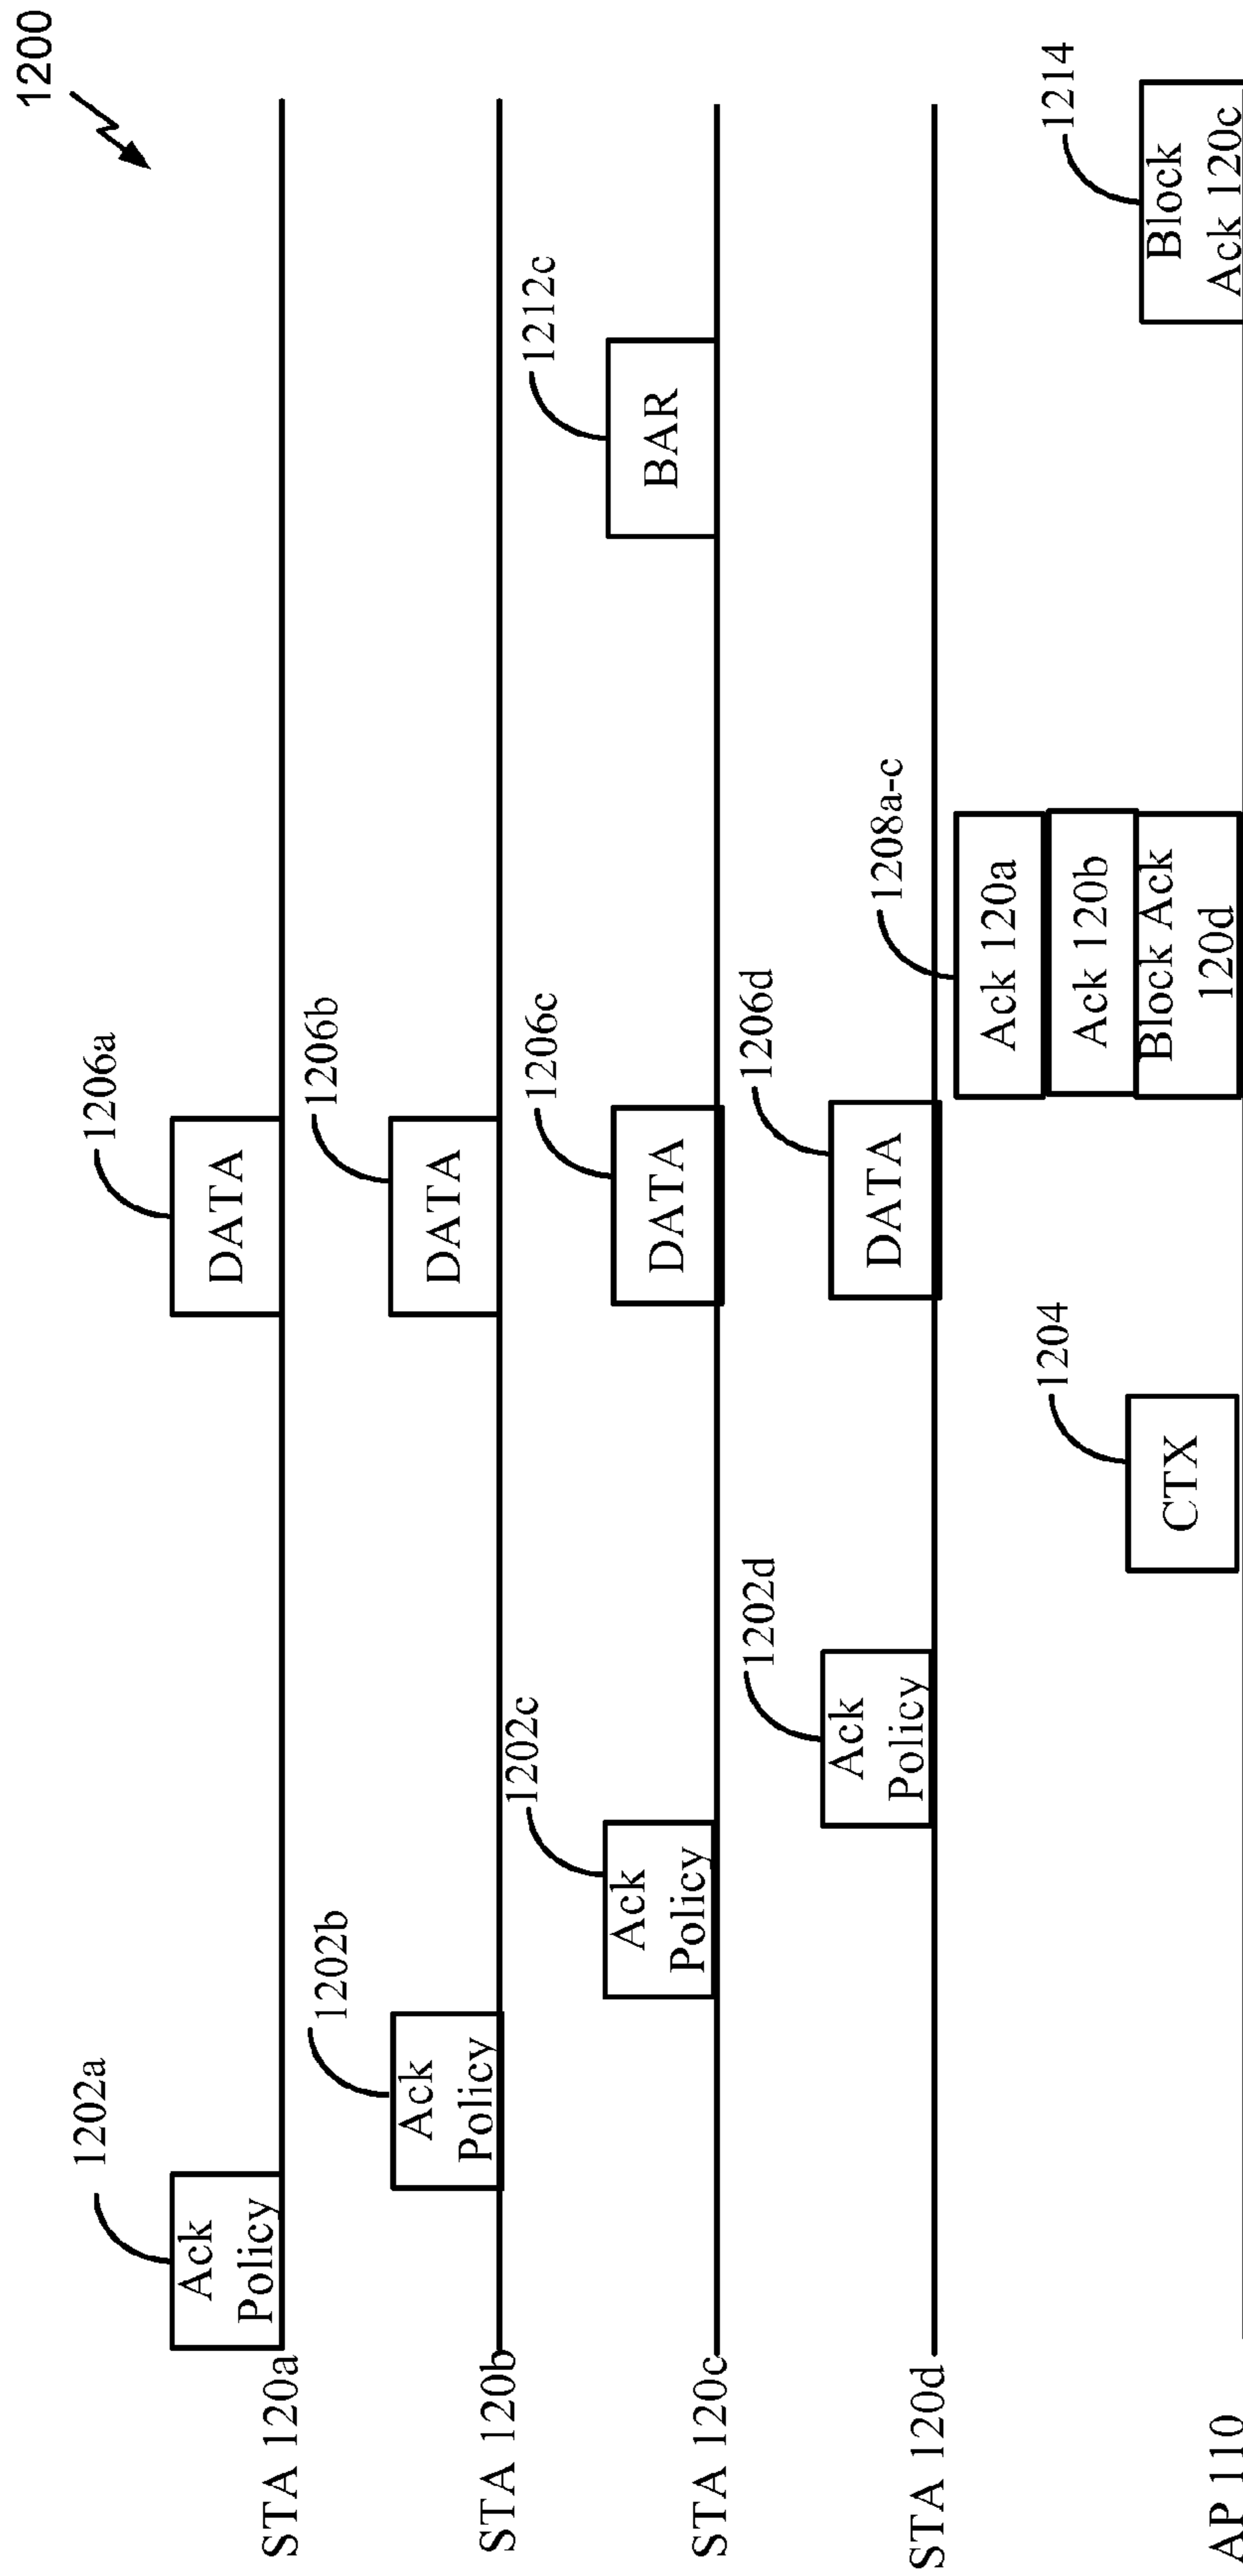 1200
1202a
Ack
Policy
1206a
DATA
STA 120a
1202b
Ack
Policy
1206b
DATA
STA 120b
1202c
Ack
Policy
1206c
DATA
1212c
BAR
STA 120c
1202d
Ack
Policy
1206d
DATA
STA 120d
1204
CTX
1208a-c
Ack 120a
Ack 120b
Block Ack
120d
1214
Block
Ack 120c
AP 110